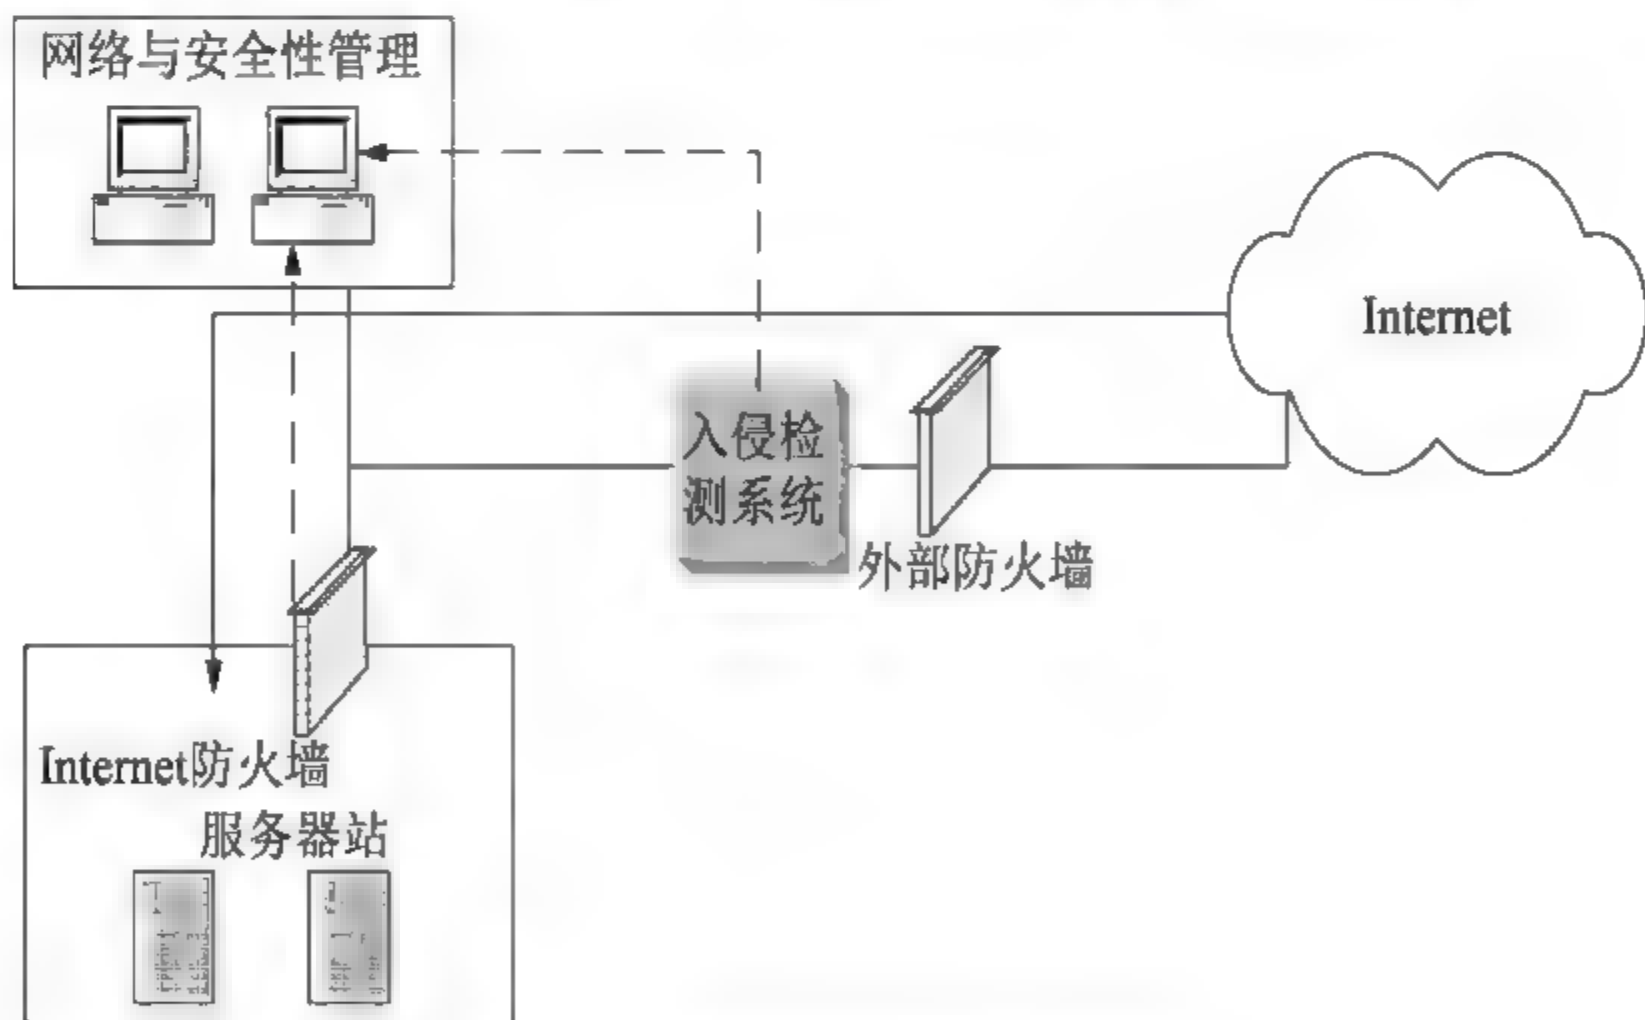 网络与安全性管理
Internet
入侵检
测系统
外部防火墙
Internet防火墙
服务器站